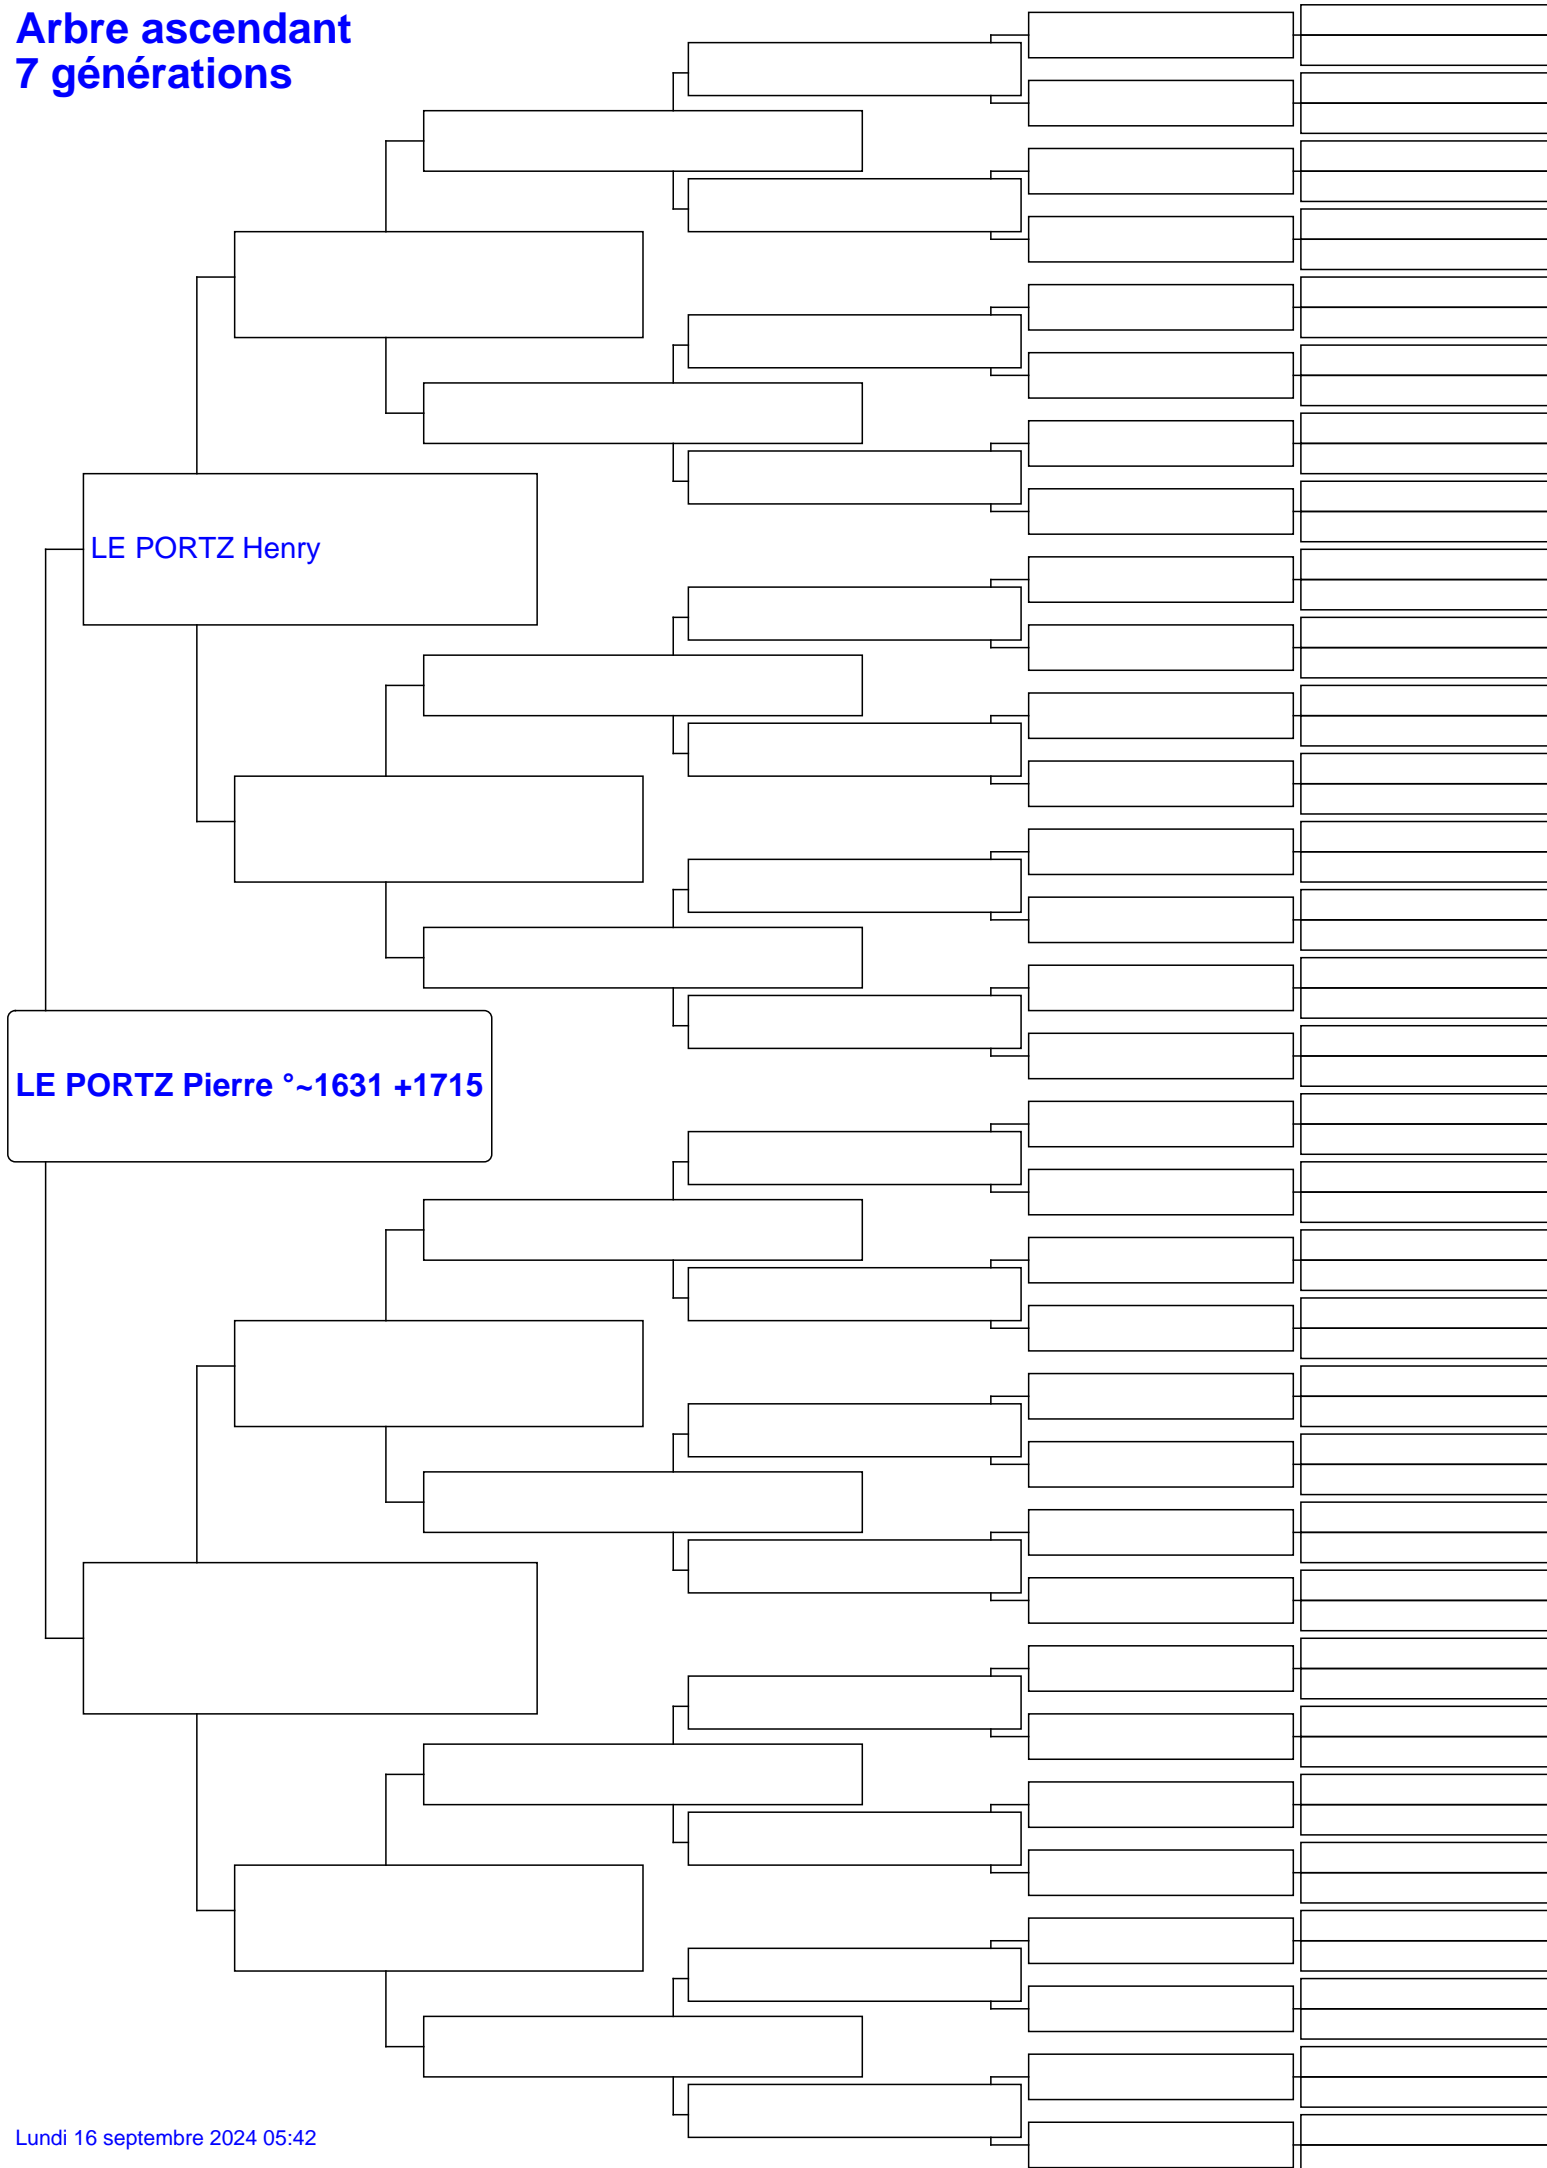 Arbre ascendant
7 générations
LE PORTZ Henry
LE PORTZ Pierre °~1631 +1715
Lundi 16 septembre 2024 05:42